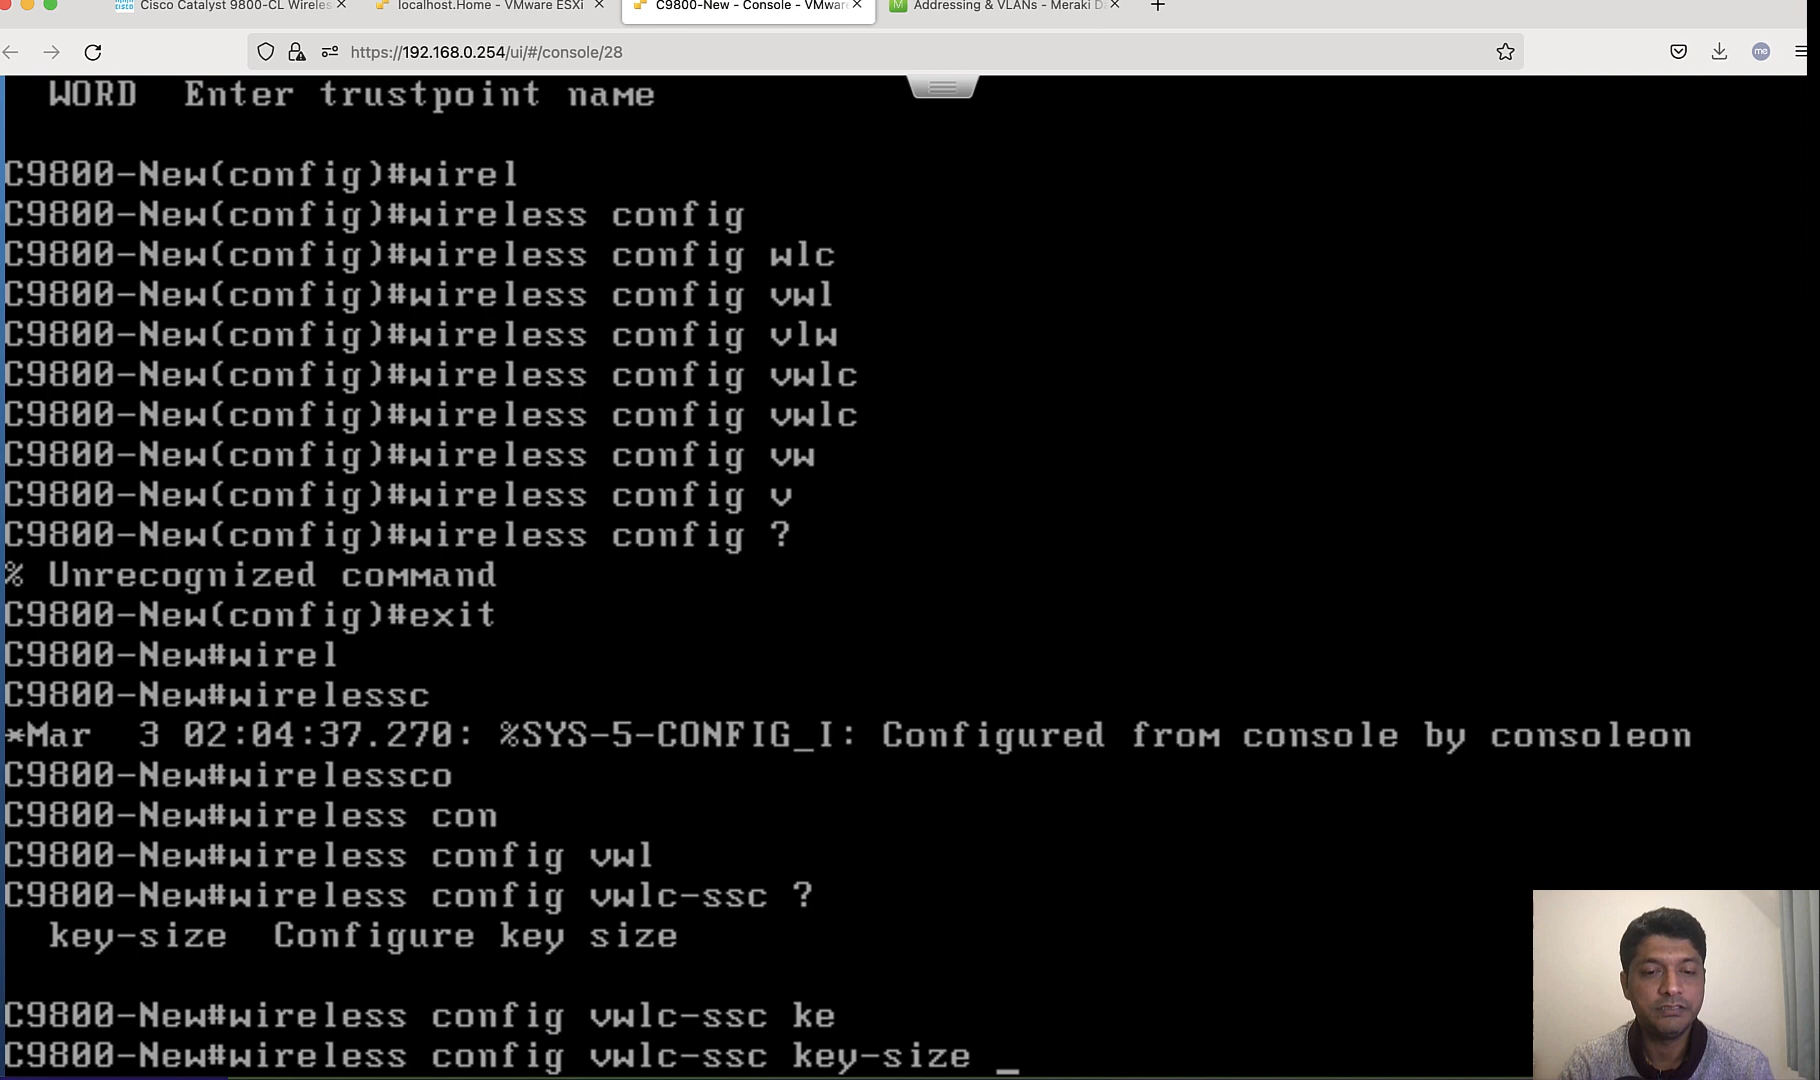 Cisco Catalyst 9800-CL Wireles
localhost.Home - VMware ESXi
C9800-New - Console - VMware
Addressing & VLANs - Meraki D
https://192.168.0.254/ui/#/console/28
me
WORD  Enter trustpoint name
C9800-New(config)#wirel
C9800-New(config)#wireless config
C9800-New(config)#wireless config wlc
C9800-New(config)#wireless config vwl
C9800-New(config)#wireless config vlw
C9800-New(config)#wireless config vwlc
C9800-New(config)#wireless config vwlc
C9800-New(config)#wireless config vw
C9800-New(config)#wireless config v
C9800-New(config)#wireless config ?
% Unrecognized command
C9800-New(config)#exit
C9800-New#wirel
C9800-New#wirelessc
*Mar  3 02:04:37.270: %SYS-5-CONFIG_I: Configured from console by consoleon
C9800-New#wirelessco
C9800-New#wireless con
C9800-New#wireless config vwl
C9800-New#wireless config vwlc-ssc ?
key-size  Configure key size
C9800-New#wireless config vwlc-ssc ke
C9800-New#wireless config vwlc-ssc key-size _